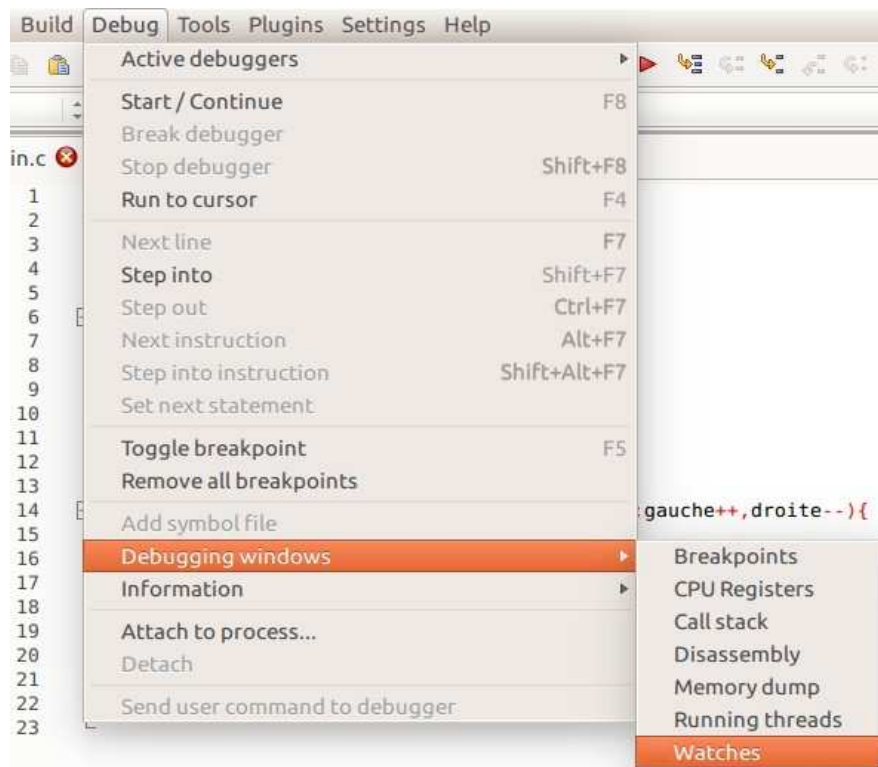 Build Debug Tools Plugins Settings Help
Active debuggers
Start / Continue F8
Break debugger
Stop debugger Shift+F8
Run to cursor F4
in.c
Next line F7
Step into Shift+F7
Step out Ctrl+F7
Next instruction Alt+F7
Step into instruction Shift+Alt+F7
Set next statement
Toggle breakpoint F5
Remove all breakpoints
Add symbol file
Debugging windows
Information
Attach to process...
Detach
Send user command to debugger
1
2
3
4
5
6
7
8
9
10
11
12
13
14
15
16
17
18
19
20
21
22
23
gauche++,droite--){
Breakpoints
CPU Registers
Call stack
Disassembly
Memory dump
Running threads
Watches